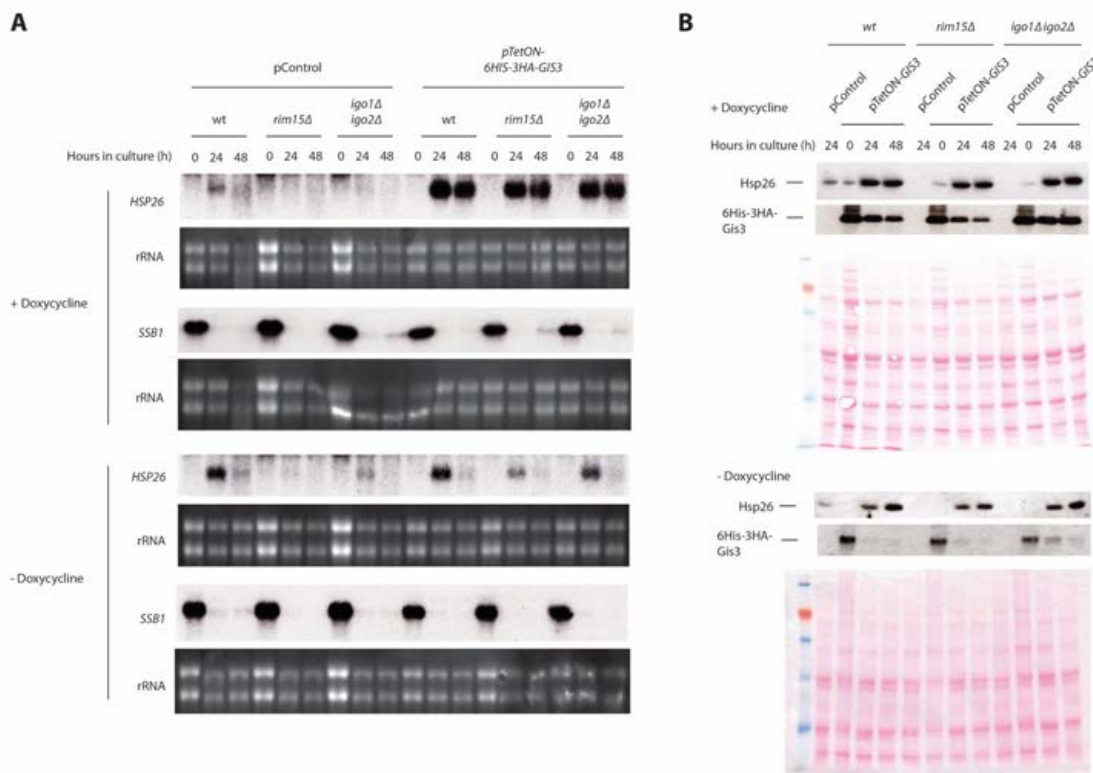 A
pControl
pTetON-
6HIS-3HA-GIS3
wt
rim15Δ
igo1Δ
igo2Δ
wt
rim15Δ
igo1Δ
igo2Δ
Hours in culture (h)
0 24 48 0 24 48 0 24 48 0 24 48 0 24 48 0 24 48
+ Doxycycline
HSP26
rRNA
SSB1
rRNA
- Doxycycline
HSP26
rRNA
SSB1
rRNA
B
wt rim15Δ igo1Δigo2Δ
+ Doxycycline
pControl
pTetON-GIS3
pControl
pTetON-GIS3
pControl
pTetON-GIS3
Hours in culture (h) 24 0 24 48 0 24 48 0 24 48
Hsp26
6His-3HA-
Gis3
- Doxycycline
Hsp26
6His-3HA-
Gis3